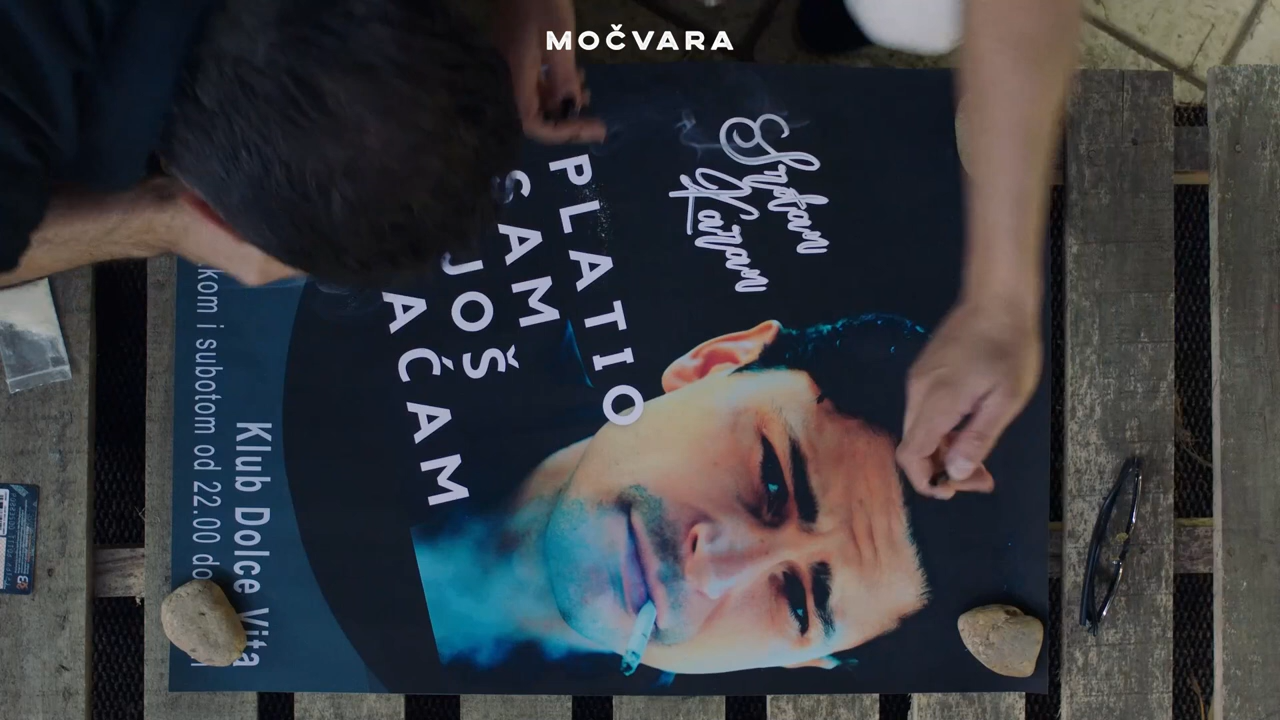 MOČVARA
Srđan
Karan
PLATIO
SAM
JOŠ
AĆAM
Klub Dolce Vita
kom i subotom od 22.00 do